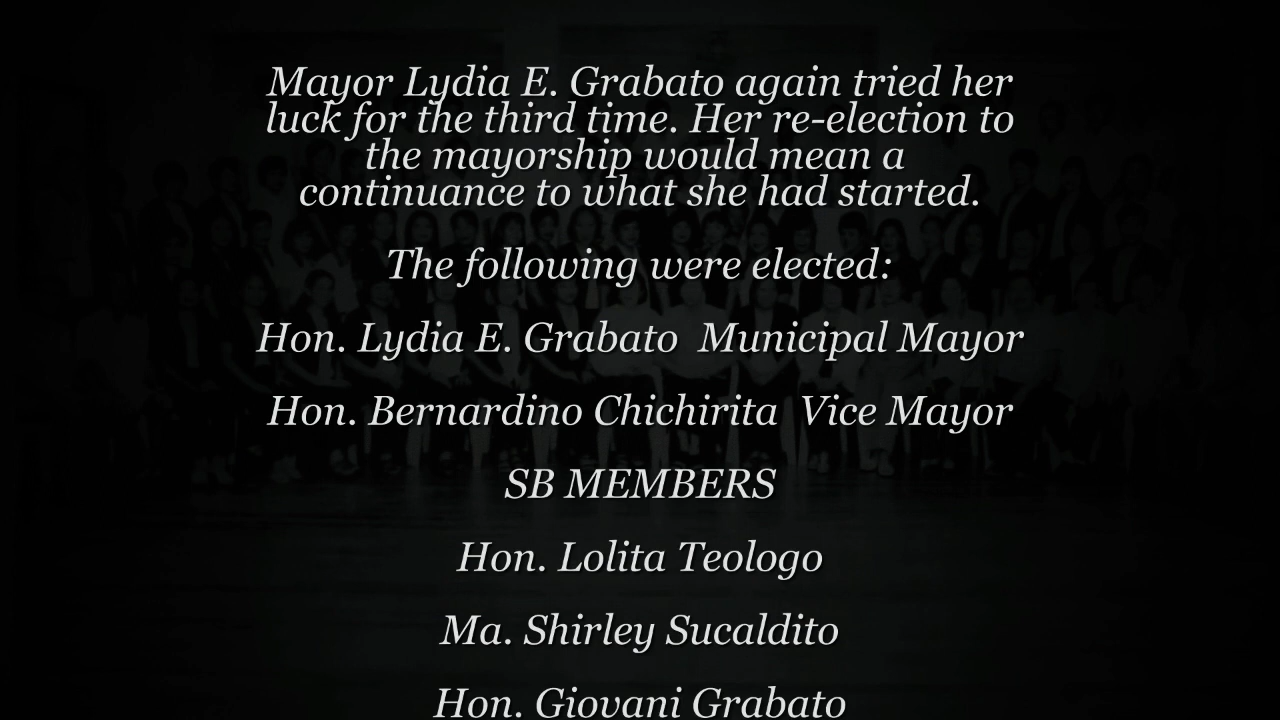 Mayor Lydia E. Grabato again tried her
luck for the third time. Her re-election to
the mayorship would mean a
continuance to what she had started.
The following were elected:
Hon. Lydia E. Grabato  Municipal Mayor
Hon. Bernardino Chichirita  Vice Mayor
SB MEMBERS
Hon. Lolita Teologo
Ma. Shirley Sucaldito
Hon. Giovani Grabato